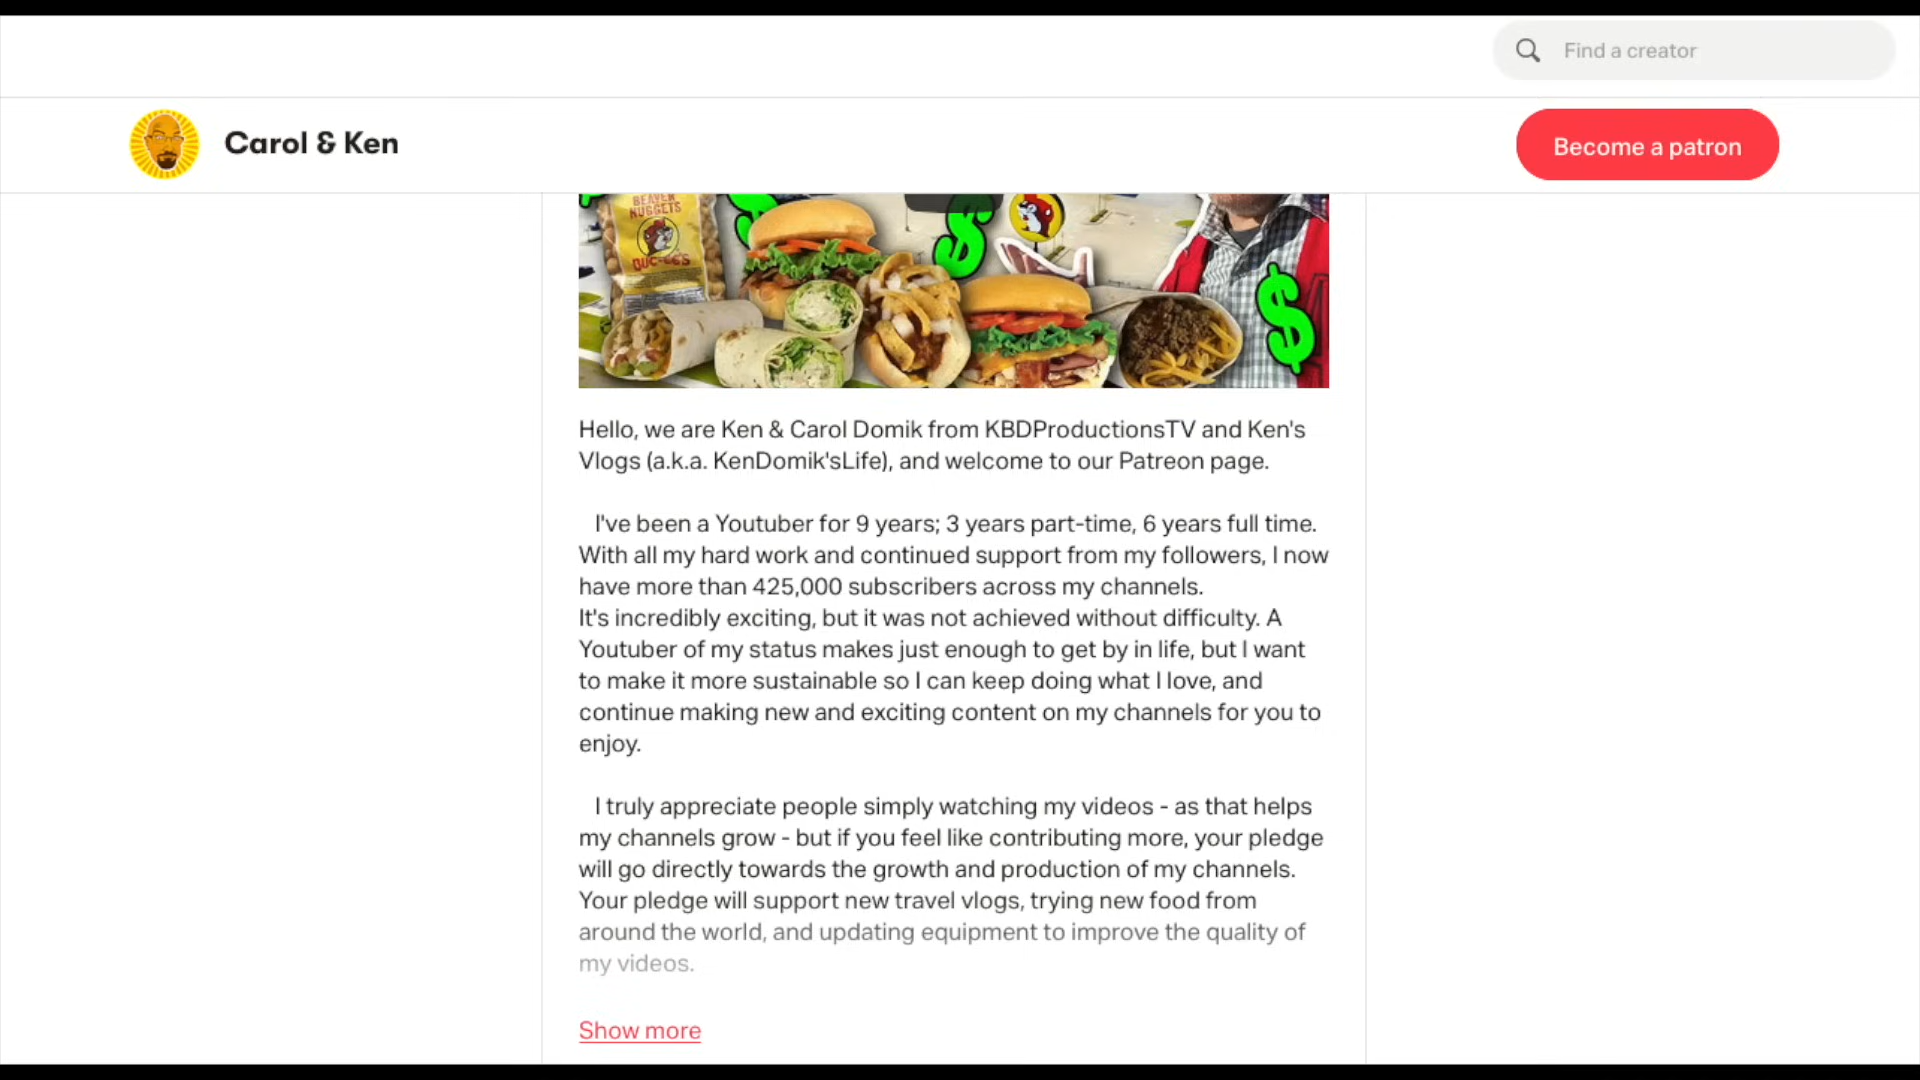 Find a creator
Carol & Ken
Become a patron
BEAVER
NUGGETS
BUC-EE'S
$
$
$
Hello, we are Ken & Carol Domik from KBDProductionsTV and Ken's
Vlogs (a.k.a. KenDomik'sLife), and welcome to our Patreon page.
I've been a Youtuber for 9 years; 3 years part-time, 6 years full time.
With all my hard work and continued support from my followers, I now
have more than 425,000 subscribers across my channels.
It's incredibly exciting, but it was not achieved without difficulty. A
Youtuber of my status makes just enough to get by in life, but I want
to make it more sustainable so I can keep doing what I love, and
continue making new and exciting content on my channels for you to
enjoy.
I truly appreciate people simply watching my videos - as that helps
my channels grow - but if you feel like contributing more, your pledge
will go directly towards the growth and production of my channels.
Your pledge will support new travel vlogs, trying new food from
around the world, and updating equipment to improve the quality of
my videos.
Show more